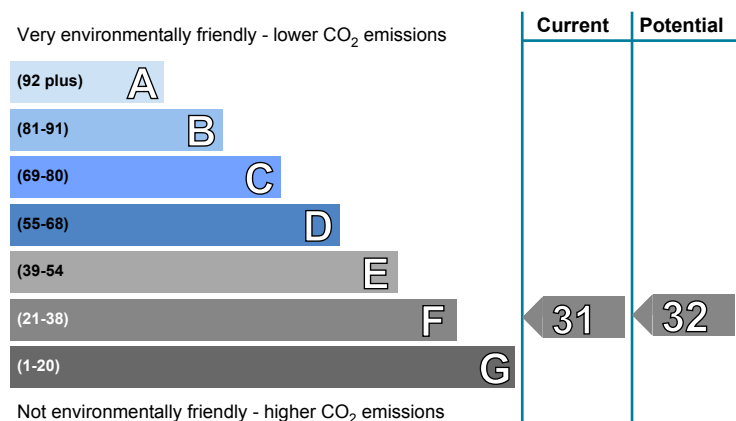 Very environmentally friendly - lower CO2 emissions
Current
Potential
(92 plus) A
(81-91) B
(69-80) C
(55-68) D
(39-54 E
(21-38) F
31
32
(1-20) G
Not environmentally friendly - higher CO2 emissions